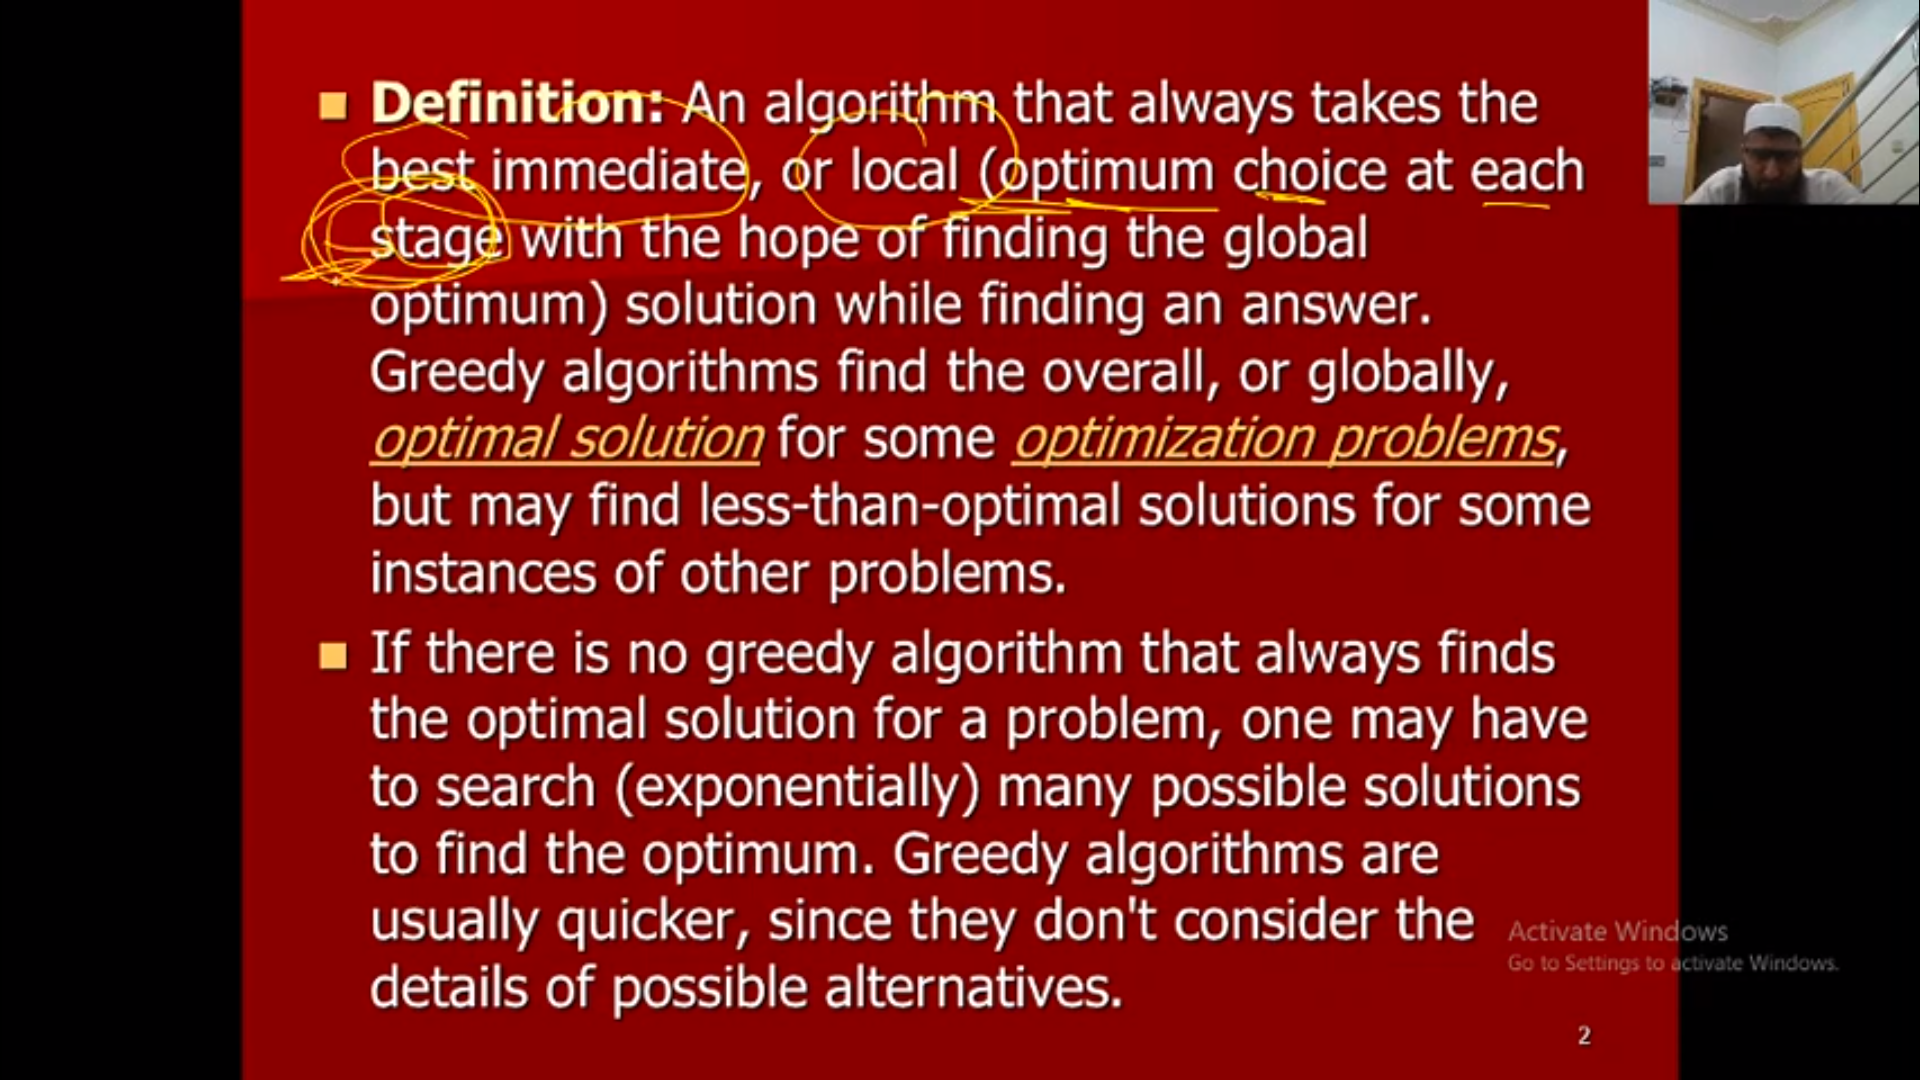 Definition: An algorithm that always takes the
best immediate, or local (optimum choice at each
stage with the hope of finding the global
optimum) solution while finding an answer.
Greedy algorithms find the overall, or globally,
optimal solution for some optimization problems,
but may find less-than-optimal solutions for some
instances of other problems.
If there is no greedy algorithm that always finds
the optimal solution for a problem, one may have
to search (exponentially) many possible solutions
to find the optimum. Greedy algorithms are
usually quicker, since they don't consider the
details of possible alternatives.
Activate Windows
Go to Settings to activate Windows.
2